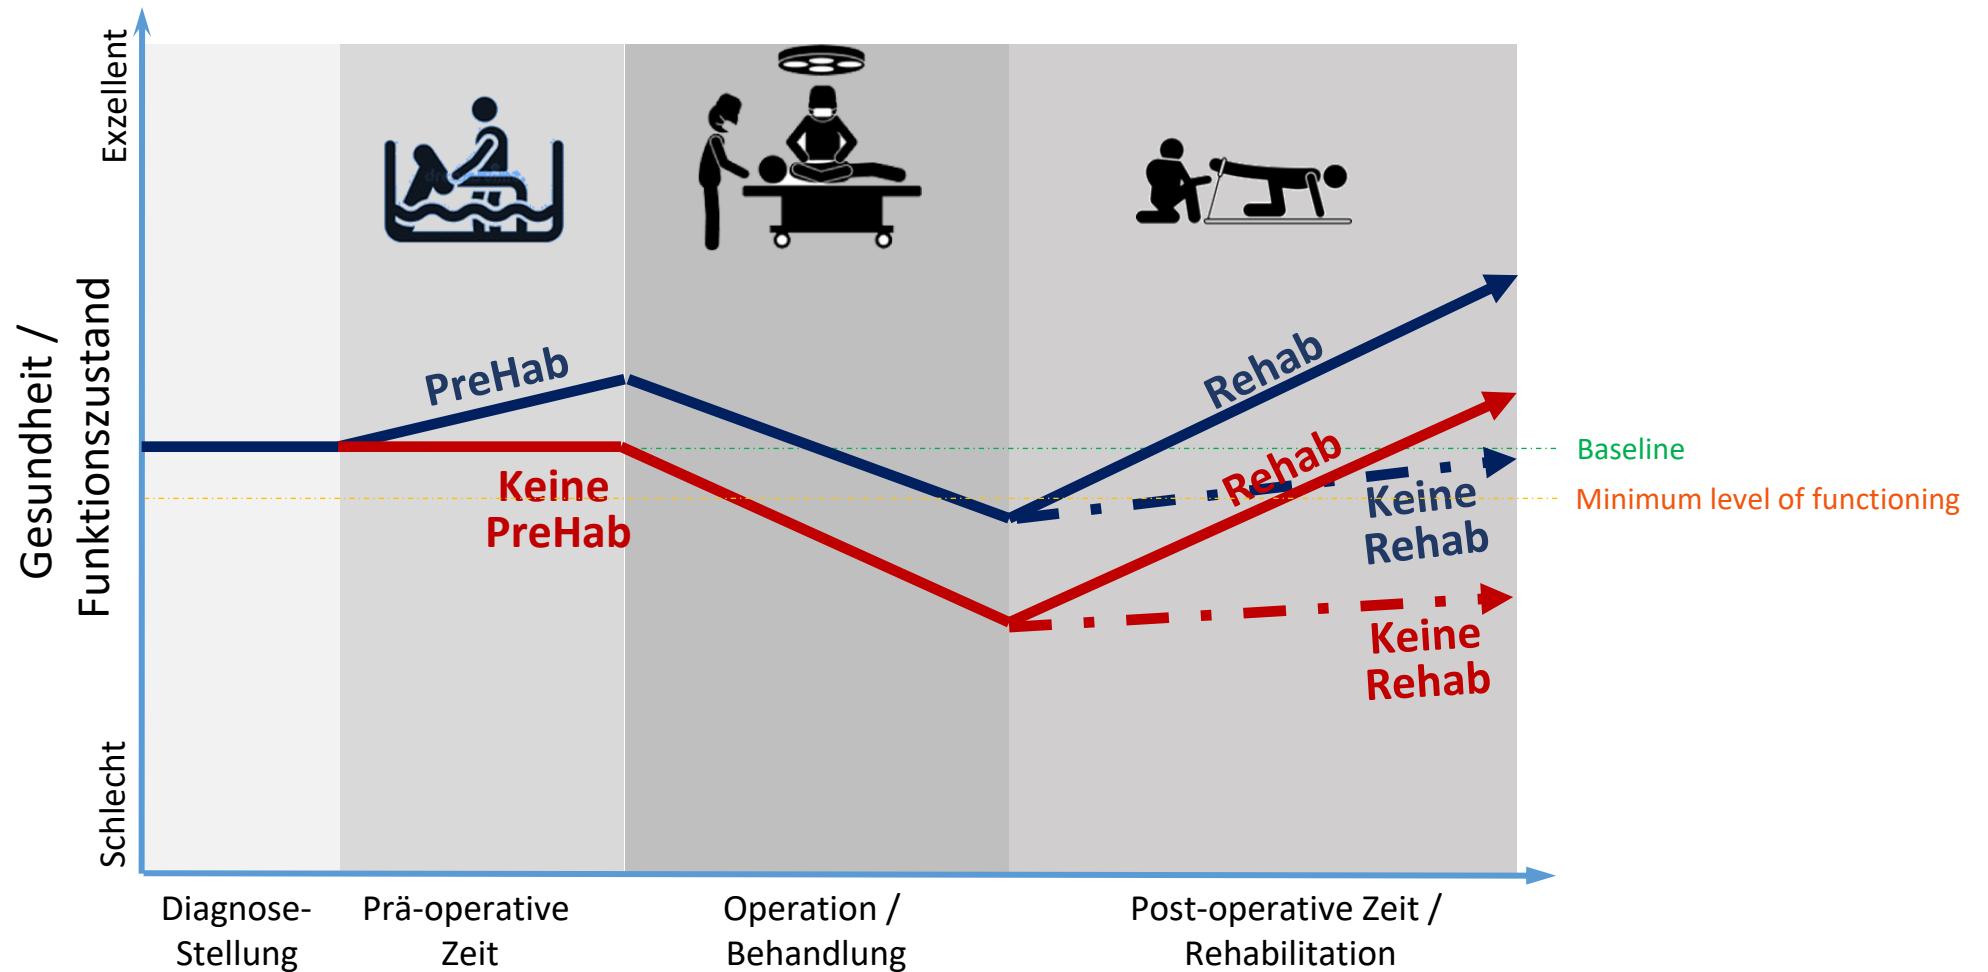 Exzellent
Gesundheit /
Funktionszustand
Schlecht
PreHab
Keine
PreHab
Rehab
Rehab
Keine
Rehab
Keine
Rehab
Baseline
Minimum level of functioning
Diagnose-
Stellung
Prä-operative
Zeit
Operation /
Behandlung
Post-operative Zeit /
Rehabilitation